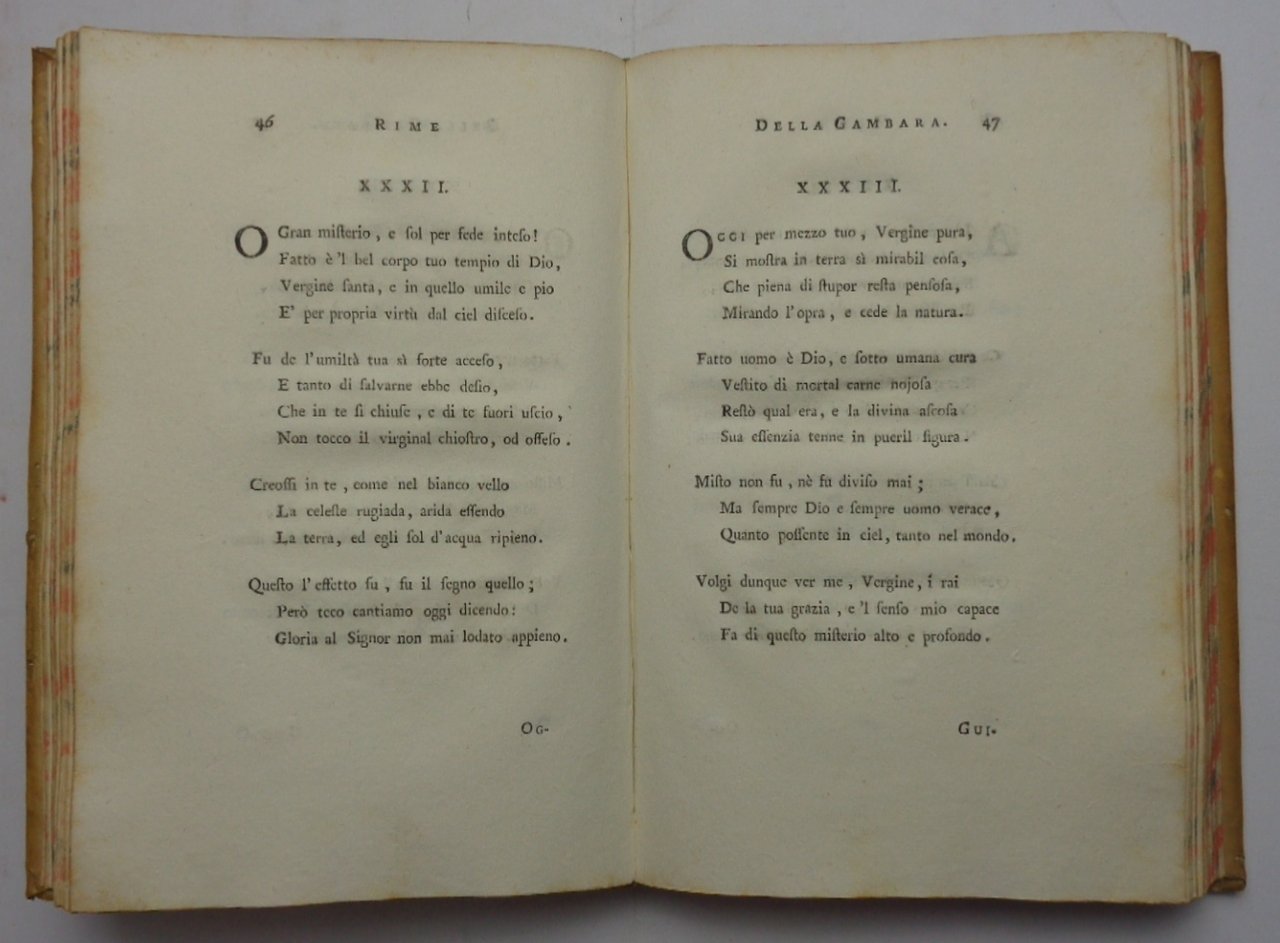 46 RIME
XXXII.
O Gran miſterio, e ſol per fede inteſo!
Fatto è 'l bel corpo tuo tempio di Dio,
Vergine ſanta, e in quello umile e pio
E' per propria virtù dal ciel diſceſo.
Fu de l'umiltà tua sì forte acceſo,
E tanto di ſalvarne ebbe deſio,
Che in te ſi chiuſe, e di te fuori uſcio,
Non tocco il virginal chioſtro, od offeſo.
Creoſſi in te, come nel bianco vello
La celeſte rugiada, arida eſſendo
La terra, ed egli ſol d'acqua ripieno.
Queſto l'effetto fu, fu il ſegno quello;
Però teco cantiamo oggi dicendo:
Gloria al Signor non mai lodato appieno.
OG-
DELLA GAMBARA. 47
XXXIII.
OGGI per mezzo tuo, Vergine pura,
Si moſtra in terra sì mirabil coſa,
Che piena di ſtupor reſta penſoſa,
Mirando l'opra, e cede la natura.
Fatto uomo è Dio, e ſotto umana cura
Veſtito di mortal carne nojoſa
Reſtò qual era, e la divina aſcoſa
Sua eſſenzia tenne in pueril figura.
Miſto non fu, nè fu diviſo mai;
Ma ſempre Dio e ſempre uomo verace,
Quanto poſſente in ciel, tanto nel mondo.
Volgi dunque ver me, Vergine, i rai
De la tua grazia, e 'l ſenſo mio capace
Fa di queſto miſterio alto e profondo.
GUI-